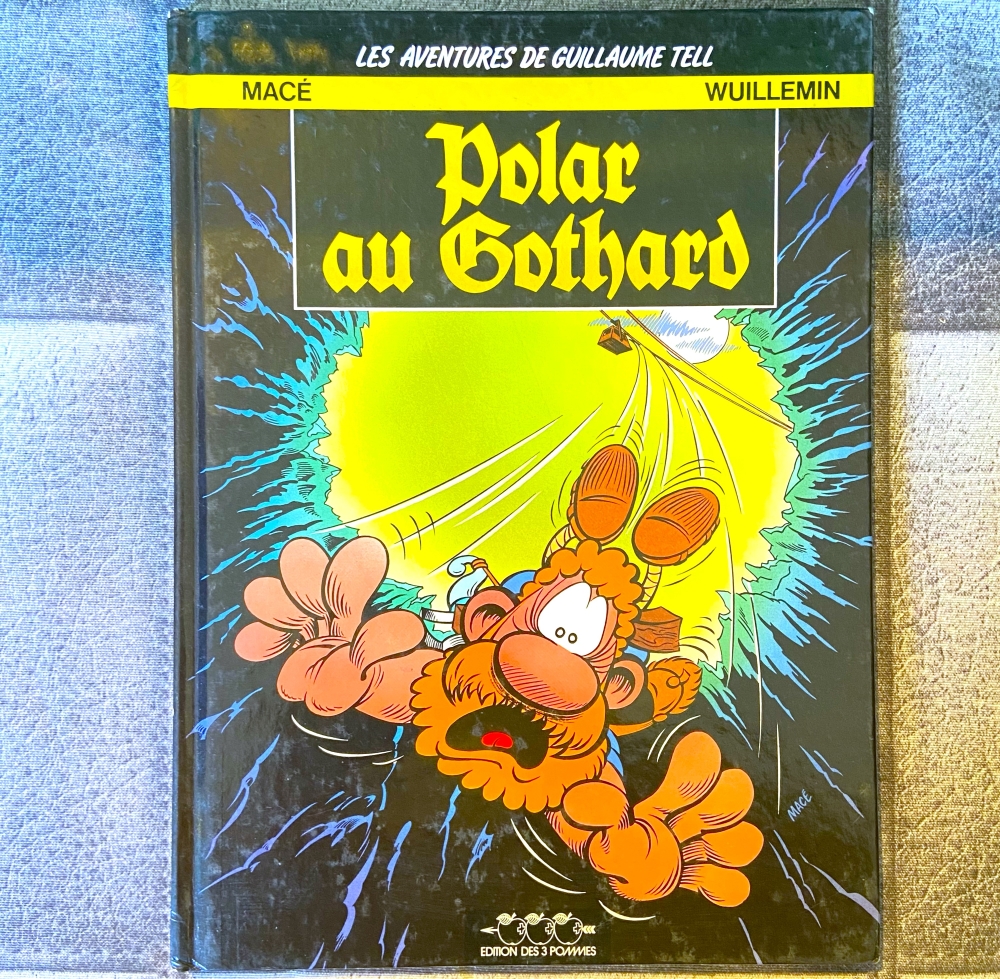 LES AVENTURES DE GUILLAUME TELL
MACÉ WUILLEMIN
Polar
au Gothard
MACÉ
EDITION DES 3 POMMES